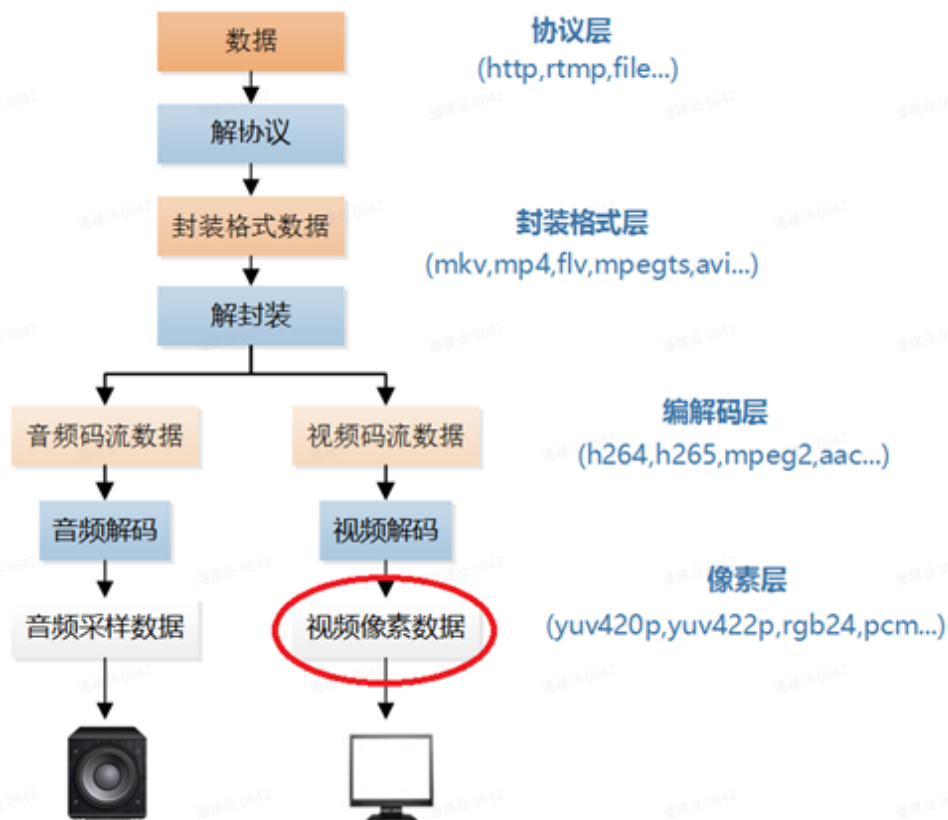 数据
协议层
(http,rtmp,file...)
解协议
封装格式数据
封装格式层
(mkv,mp4,flv,mpegts,avi...)
解封装
音频码流数据
视频码流数据
编解码层
(h264,h265,mpeg2,aac...)
音频解码
视频解码
像素层
音频采样数据
视频像素数据
(yuv420p,yuv422p,rgb24,pcm...)